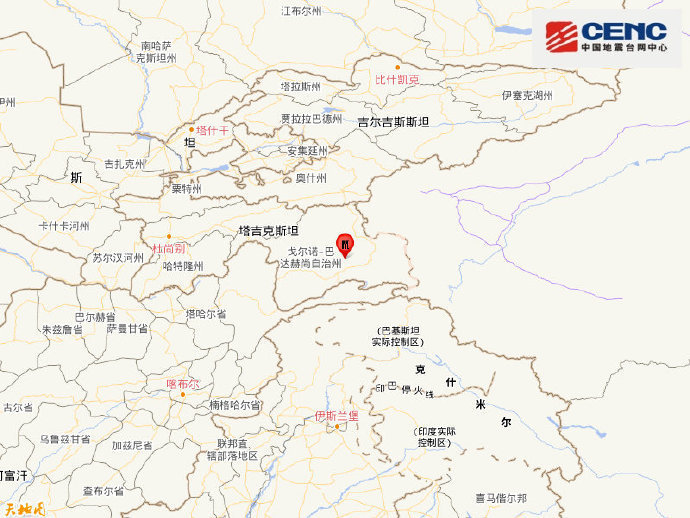 CENC
中国地震台网中心
江布尔州
南哈萨
克斯坦州
塔拉斯州
比什凯克
伊塞克湖州
伊州
塔什干
贾拉拉巴德州
吉尔吉斯斯坦
坦
安集延州
吉扎克州
奥什州
斯
粟特州
卡什卡河州
塔吉克斯坦
杜尚别
苏尔汉河州
哈特隆州
戈尔诺-巴
达赫尚自治州
巴尔赫省
塔哈尔省
朱兹詹省
萨曼甘省
(巴基斯坦
实际控制区)
克
什
米
尔
印巴停火线
喀布尔
古尔省
楠格哈尔省
伊斯兰堡
乌鲁兹甘省
加兹尼省
联邦直
辖部落地区
(印度实际
控制区)
阿富汗
查布尔省
喜马偕尔邦
天地图